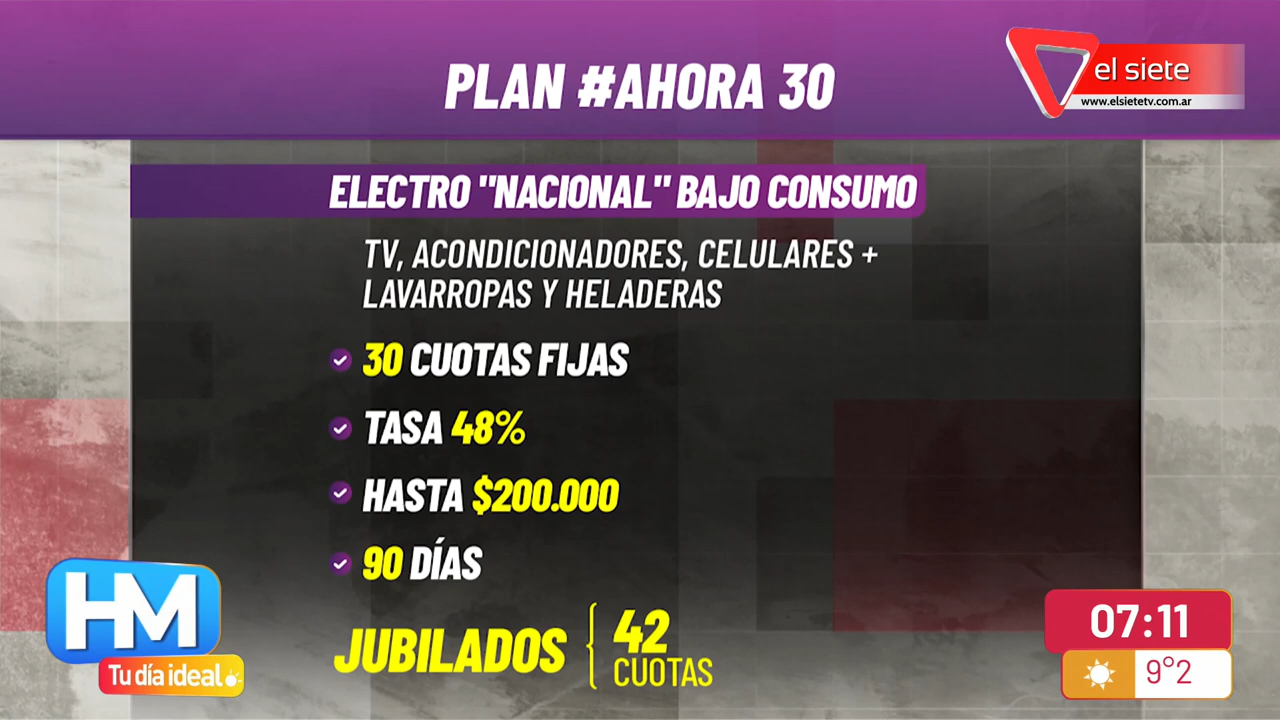 PLAN #AHORA 30
el siete
www.elsietetv.com.ar
ELECTRO "NACIONAL" BAJO CONSUMO
TV, ACONDICIONADORES, CELULARES +
LAVARROPAS Y HELADERAS
30 CUOTAS FIJAS
TASA 48%
HASTA $200.000
90 DÍAS
JUBILADOS { 42
CUOTAS
HM
Tu día ideal
07:11
9°2